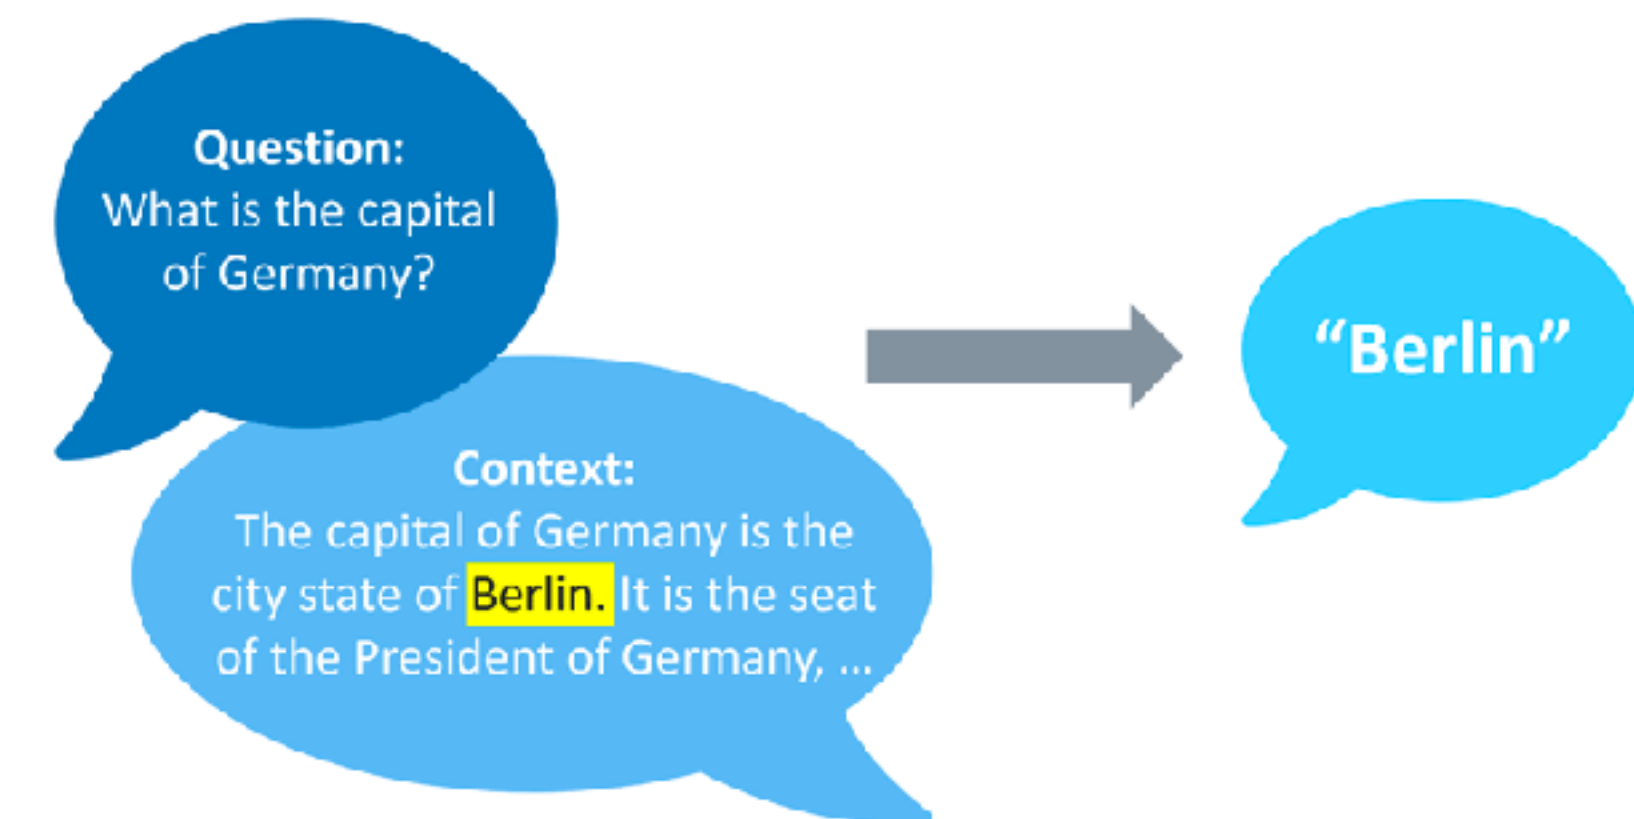 Question:
What is the capital
of Germany?
Context:
The capital of Germany is the
city state of Berlin. It is the seat
of the President of Germany, ...
“Berlin”